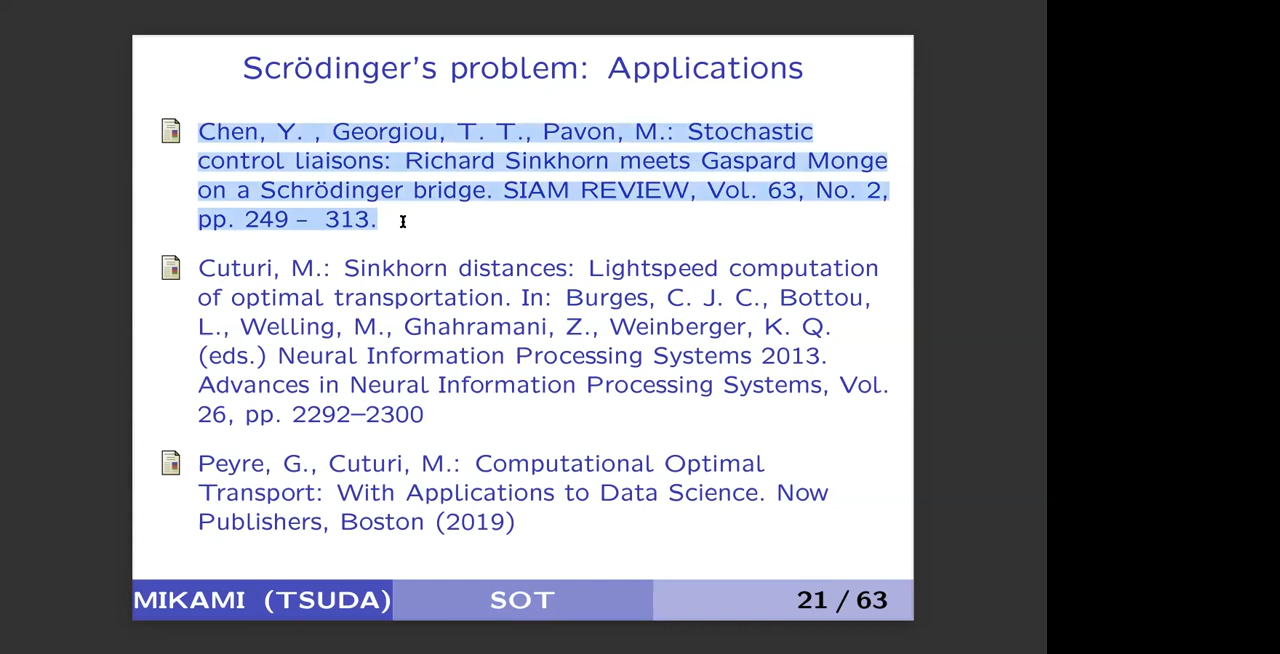 Scrödinger's problem: Applications
Chen, Y. , Georgiou, T. T., Pavon, M.: Stochastic
control liaisons: Richard Sinkhorn meets Gaspard Monge
on a Schrödinger bridge. SIAM REVIEW, Vol. 63, No. 2,
pp. 249 – 313.
Cuturi, M.: Sinkhorn distances: Lightspeed computation
of optimal transportation. In: Burges, C. J. C., Bottou,
L., Welling, M., Ghahramani, Z., Weinberger, K. Q.
(eds.) Neural Information Processing Systems 2013.
Advances in Neural Information Processing Systems, Vol.
26, pp. 2292–2300
Peyre, G., Cuturi, M.: Computational Optimal
Transport: With Applications to Data Science. Now
Publishers, Boston (2019)
MIKAMI (TSUDA) SOT 21 / 63